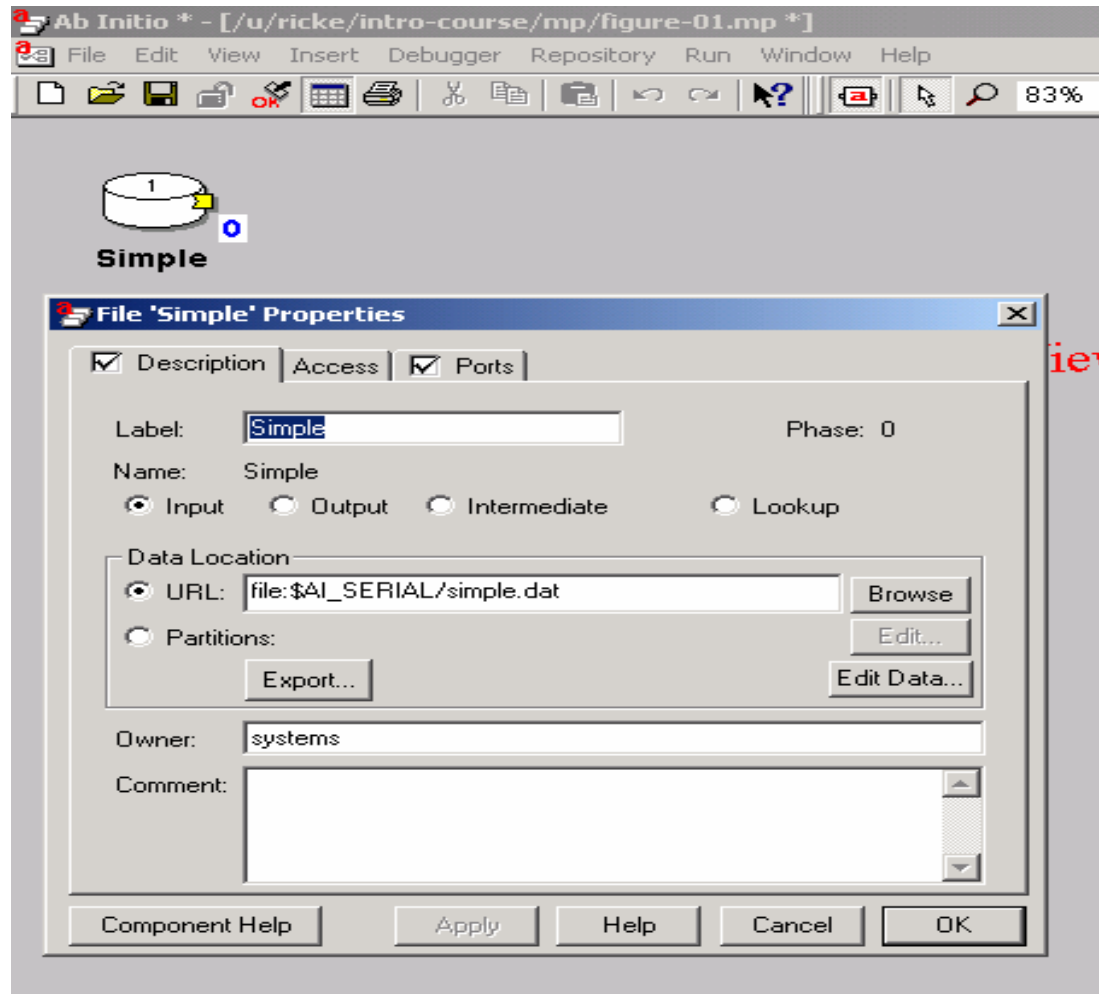 Ab Initio * - [/u/ricke/intro-course/mp/figure-01.mp *]
File Edit View Insert Debugger Repository Run Window Help
OK ? a 83%
1
0
Simple
File 'Simple' Properties
Description Access Ports
Label: Simple Phase: 0
Name: Simple
Input Output Intermediate Lookup
Data Location
URL: file:$AI_SERIAL/simple.dat Browse
Partitions: Edit...
Export... Edit Data...
Owner: systems
Comment:
Component Help Apply Help Cancel OK